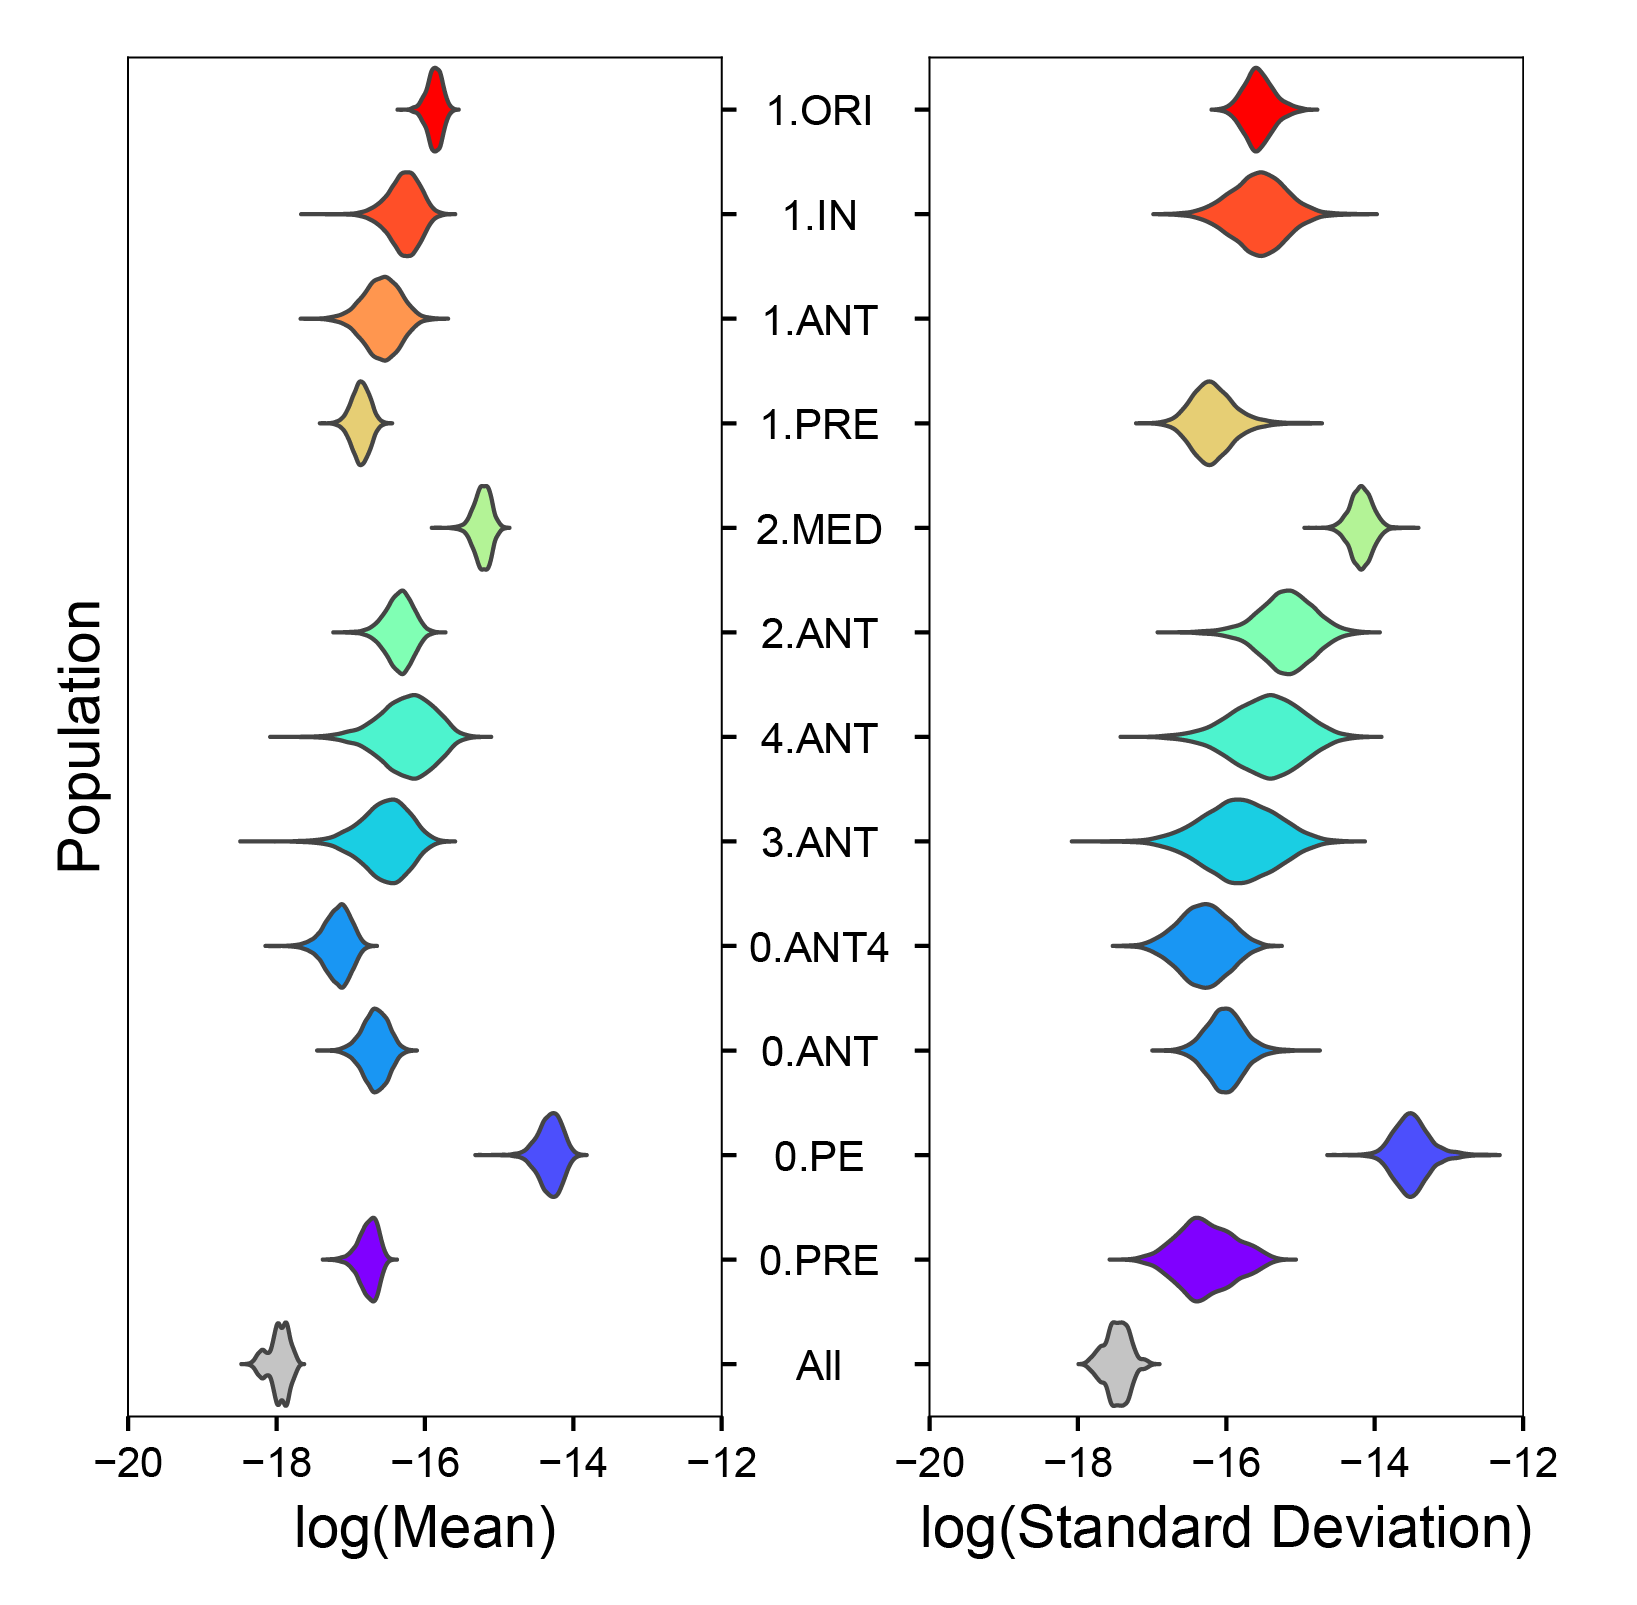 1.ORI
1.IN
1.ANT
1.PRE
2.MED
2.ANT
4.ANT
3.ANT
0.ANT4
0.ANT
0.PE
0.PRE
All
Population
−20 −18 −16 −14 −12
−20 −18 −16 −14 −12
log(Mean)
log(Standard Deviation)